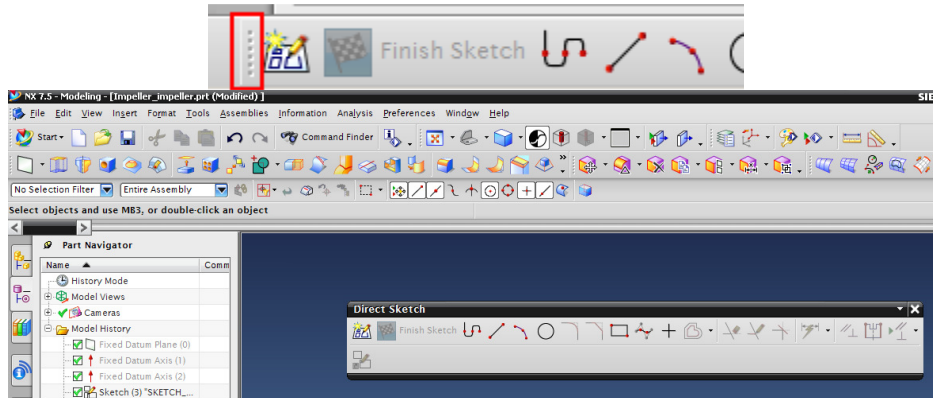 Finish Sketch
NX 7.5 - Modeling - [Impeller_impeller.prt (Modified) ]
SIE
File Edit View Insert Format Tools Assemblies Information Analysis Preferences Window Help
Start Command Finder
No Selection Filter Entire Assembly
Select objects and use MB3, or double-click an object
Part Navigator
Name Comm
History Mode
Model Views
Cameras
Model History
Fixed Datum Plane (0)
Fixed Datum Axis (1)
Fixed Datum Axis (2)
Sketch (3) "SKETCH_...
Direct Sketch
Finish Sketch